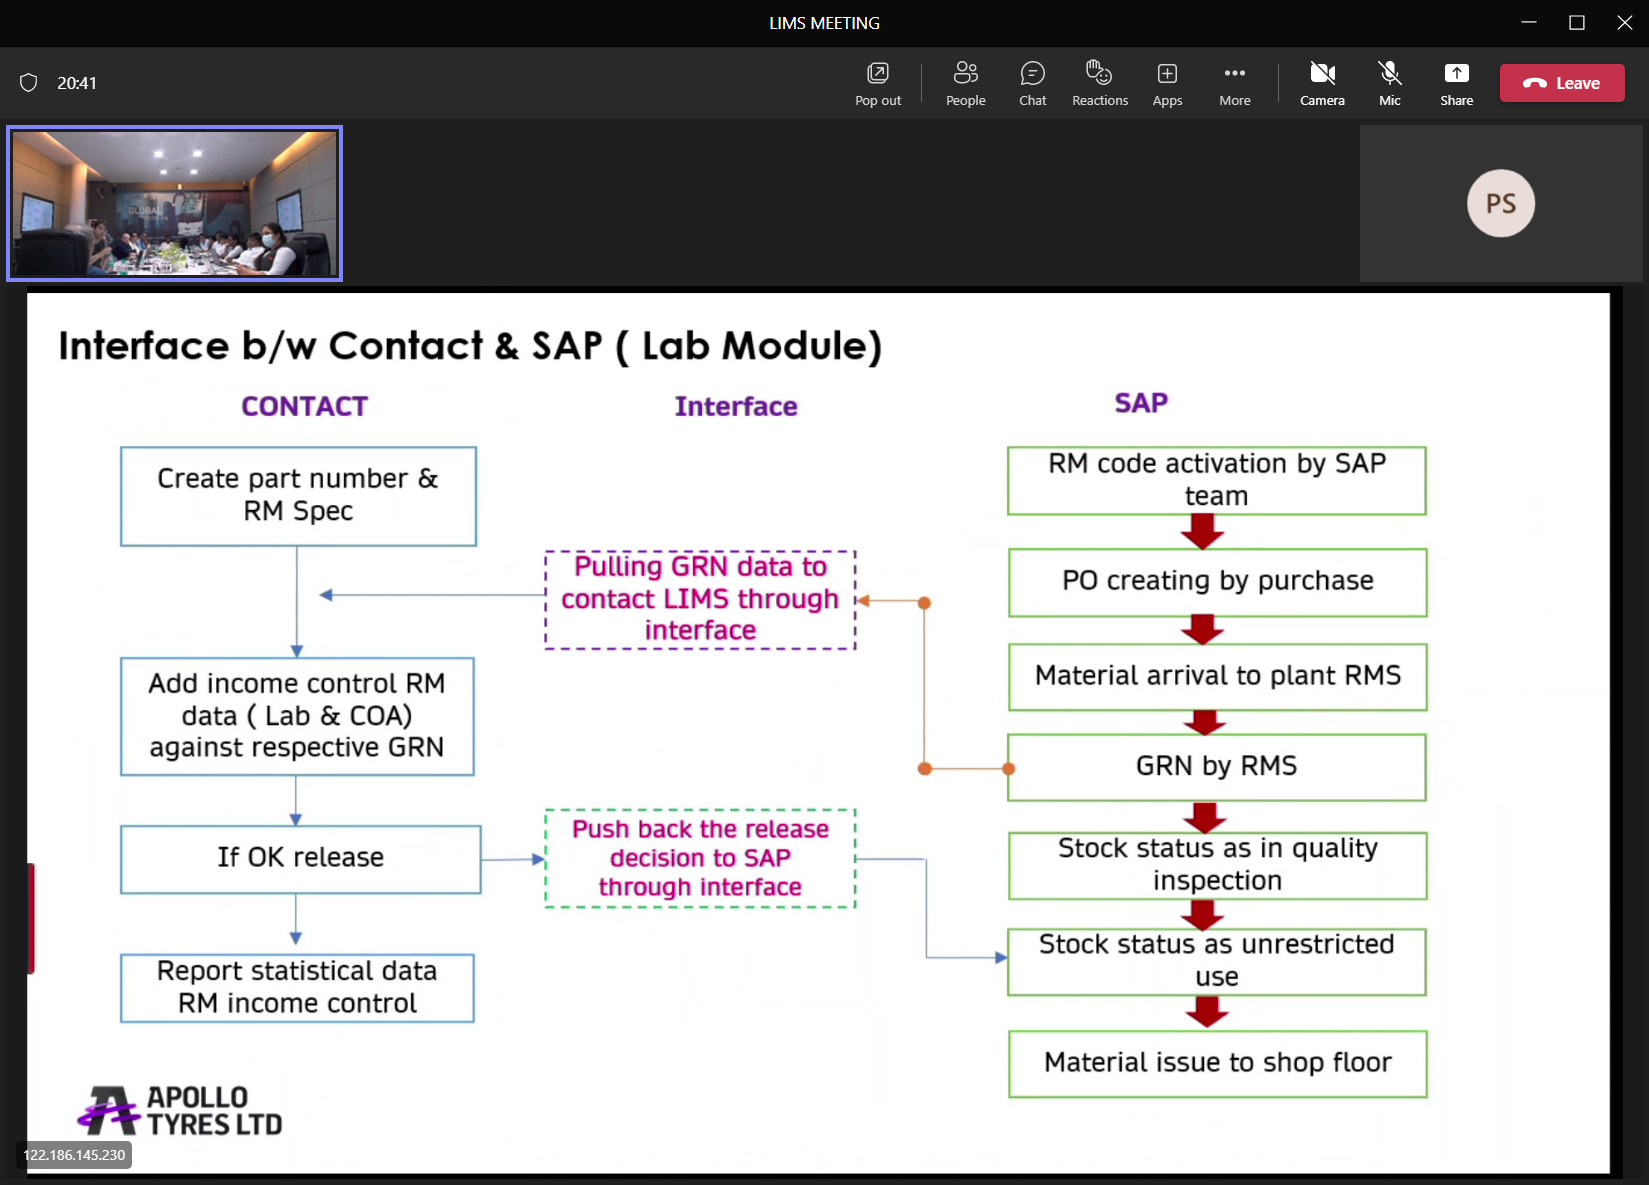 LIMS MEETING
20:41
Pop out
People
Chat
Reactions
Apps
More
Camera
Mic
Share
Leave
GLOBAL
PS
Interface b/w Contact & SAP ( Lab Module)
CONTACT
Interface
SAP
Create part number &
RM Spec
Add income control RM
data ( Lab & COA)
against respective GRN
If OK release
Report statistical data
RM income control
Pulling GRN data to
contact LIMS through
interface
Push back the release
decision to SAP
through interface
RM code activation by SAP
team
PO creating by purchase
Material arrival to plant RMS
GRN by RMS
Stock status as in quality
inspection
Stock status as unrestricted
use
Material issue to shop floor
APOLLO
TYRES LTD
122.186.145.230